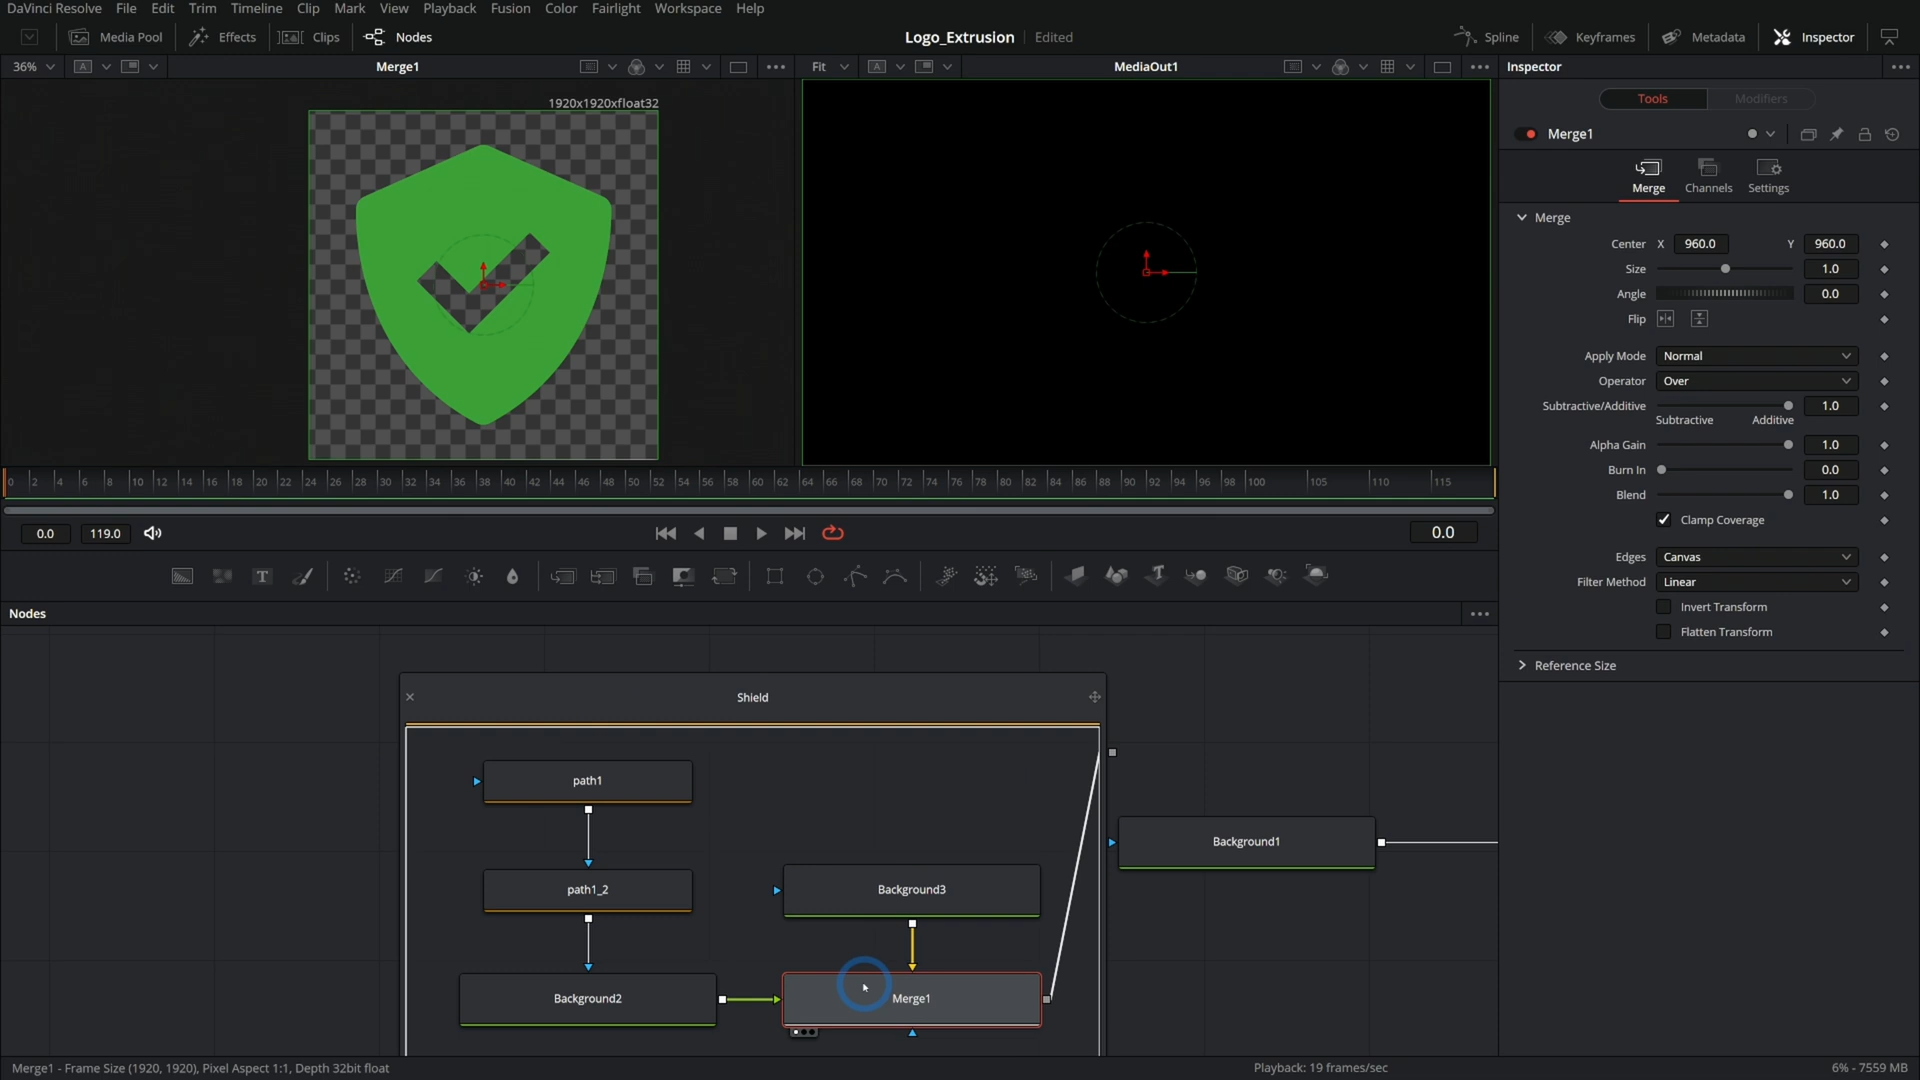 DaVinci Resolve File Edit Trim Timeline Clip Mark View Playback Fusion Color Fairlight Workspace Help
Media Pool Effects Clips Nodes Logo_Extrusion Edited Spline Keyframes Metadata Inspector
36% A Merge1 Fit A MediaOut1 Inspector
1920x1920xfloat32
Tools Modifiers
Merge1
Merge Channels Settings
Merge
Center X 960.0 Y 960.0
Size 1.0
Angle 0.0
Flip
Apply Mode Normal
Operator Over
Subtractive/Additive 1.0
Subtractive Additive
Alpha Gain 1.0
Burn In 0.0
Blend 1.0
Clamp Coverage
Edges Canvas
Filter Method Linear
Invert Transform
Flatten Transform
Reference Size
0 2 4 6 8 10 12 14 16 18 20 22 24 26 28 30 32 34 36 38 40 42 44 46 48 50 52 54 56 58 60 62 64 66 68 70 72 74 76 78 80 82 84 86 88 90 92 94 96 98 100 105 110 115
0.0 119.0 0.0
T T
Nodes
Shield
path1
path1_2
Background3
Background1
Background2
Merge1
Merge1 - Frame Size (1920, 1920), Pixel Aspect 1:1, Depth 32bit float Playback: 19 frames/sec 6% - 7559 MB